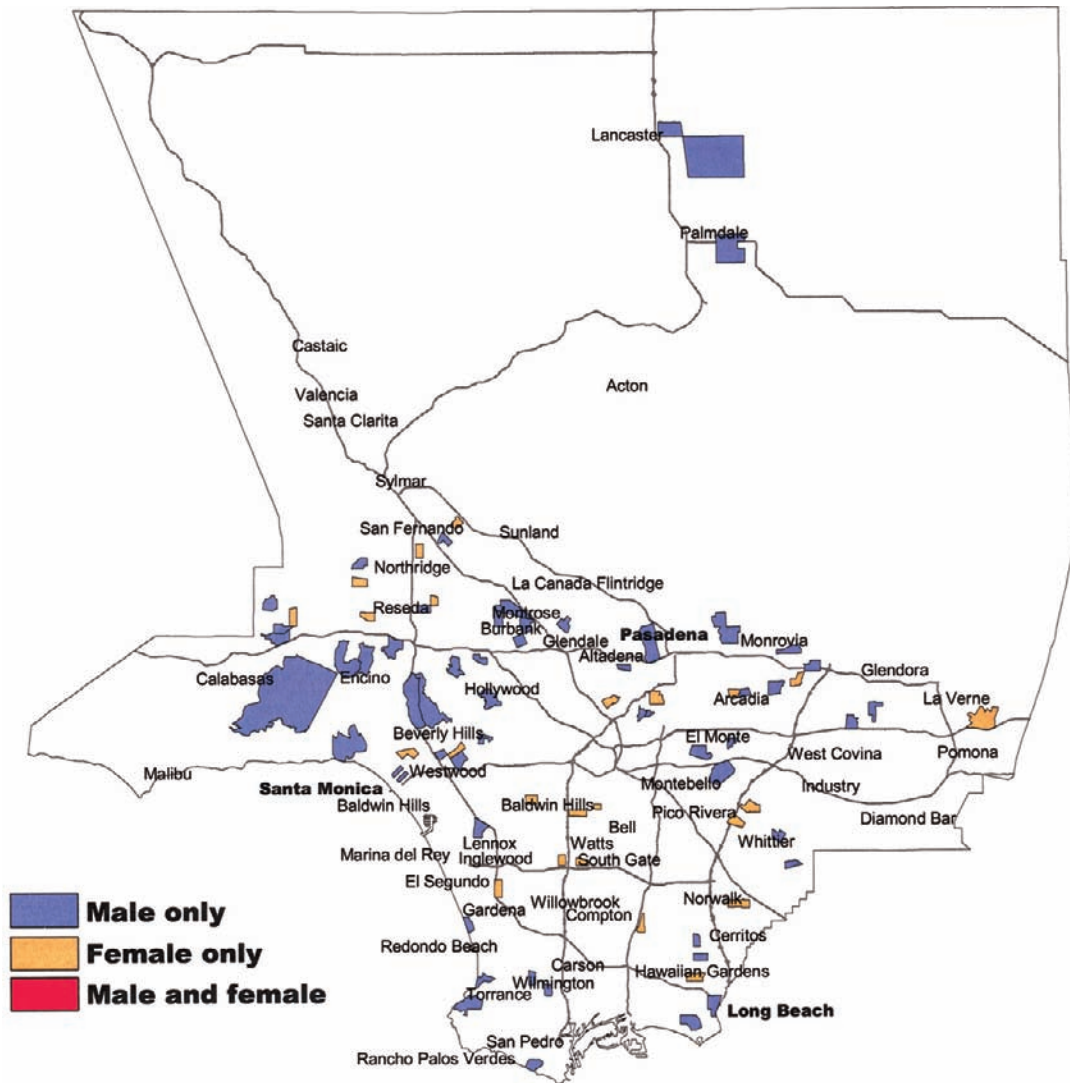 Lancaster
Palmdale
Castaic
Acton
Valencia
Santa Clarita
Sylmar
San Fernando
Sunland
Northridge
La Canada Flintridge
Reseda
Montrose
Burbank
Glendale
Pasadena
Monrovia
Altadena
Calabasas
Encino
Glendora
Hollywood
Arcadia
La Verne
Beverly Hills
El Monte
West Covina
Pomona
Malibu
Westwood
Santa Monica
Montebello
Industry
Baldwin Hills
Baldwin Hills
Pico Rivera
Diamond Bar
Bell
Lennox
Watts
Whittier
Marina del Rey
Inglewood
South Gate
El Segundo
Willowbrook
Norwalk
Gardena
Compton
Cerritos
Redondo Beach
Carson
Hawaiian Gardens
Wilmington
Torrance
Long Beach
San Pedro
Rancho Palos Verdes
Male only
Female only
Male and female